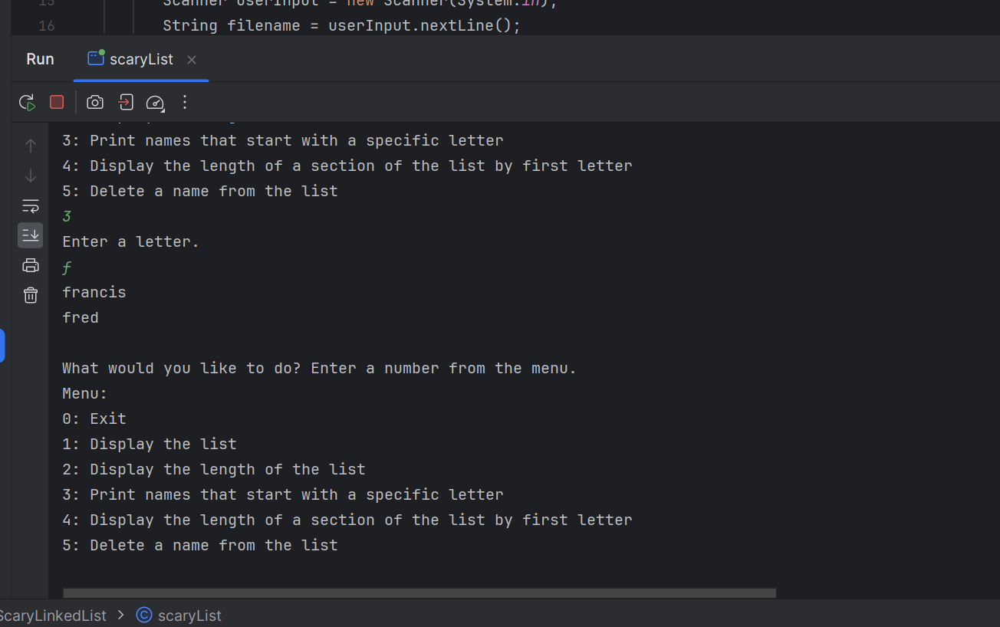 15 Scanner userInput = new Scanner(System.in);
16 String filename = userInput.nextLine();
Run scaryList
3: Print names that start with a specific letter
4: Display the length of a section of the list by first letter
5: Delete a name from the list
3
Enter a letter.
f
francis
fred
What would you like to do? Enter a number from the menu.
Menu:
0: Exit
1: Display the list
2: Display the length of the list
3: Print names that start with a specific letter
4: Display the length of a section of the list by first letter
5: Delete a name from the list
ScaryLinkedList > scaryList